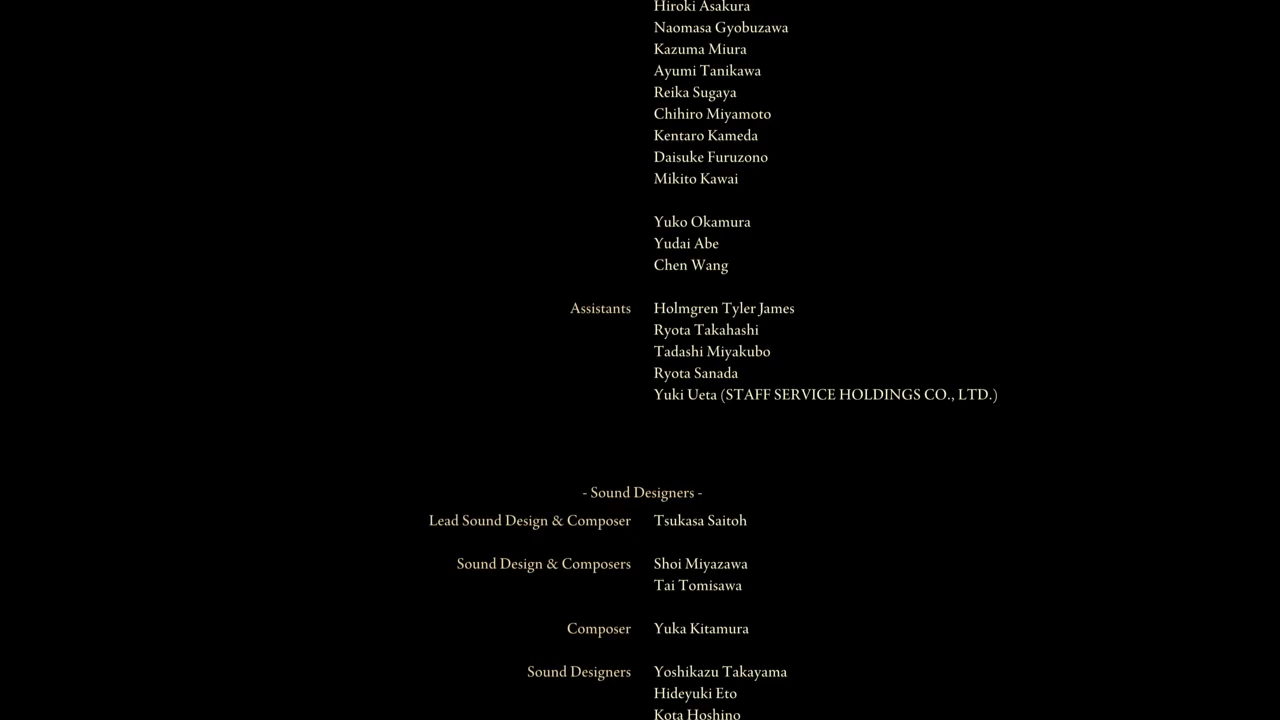 Hiroki Asakura
Naomasa Gyobuzawa
Kazuma Miura
Ayumi Tanikawa
Reika Sugaya
Chihiro Miyamoto
Kentaro Kameda
Daisuke Furuzono
Mikito Kawai
Yuko Okamura
Yudai Abe
Chen Wang
Assistants Holmgren Tyler James
Ryota Takahashi
Tadashi Miyakubo
Ryota Sanada
Yuki Ueta (STAFF SERVICE HOLDINGS CO., LTD.)
- Sound Designers -
Lead Sound Design & Composer Tsukasa Saitoh
Sound Design & Composers Shoi Miyazawa
Tai Tomisawa
Composer Yuka Kitamura
Sound Designers Yoshikazu Takayama
Hideyuki Eto
Kota Hoshino